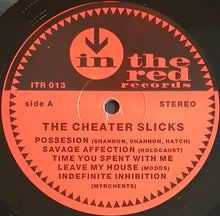 in the
red
records
ITR 013
side A
STEREO
THE CHEATER SLICKS
POSSESION (SHANNON, SHANNON, HATCH)
SAVAGE AFFECTION (HOLOCAUST)
TIME YOU SPENT WITH ME
LEAVE MY HOUSE (MODDS)
INDEFINITE INHIBITION
(MYRCHENTS)